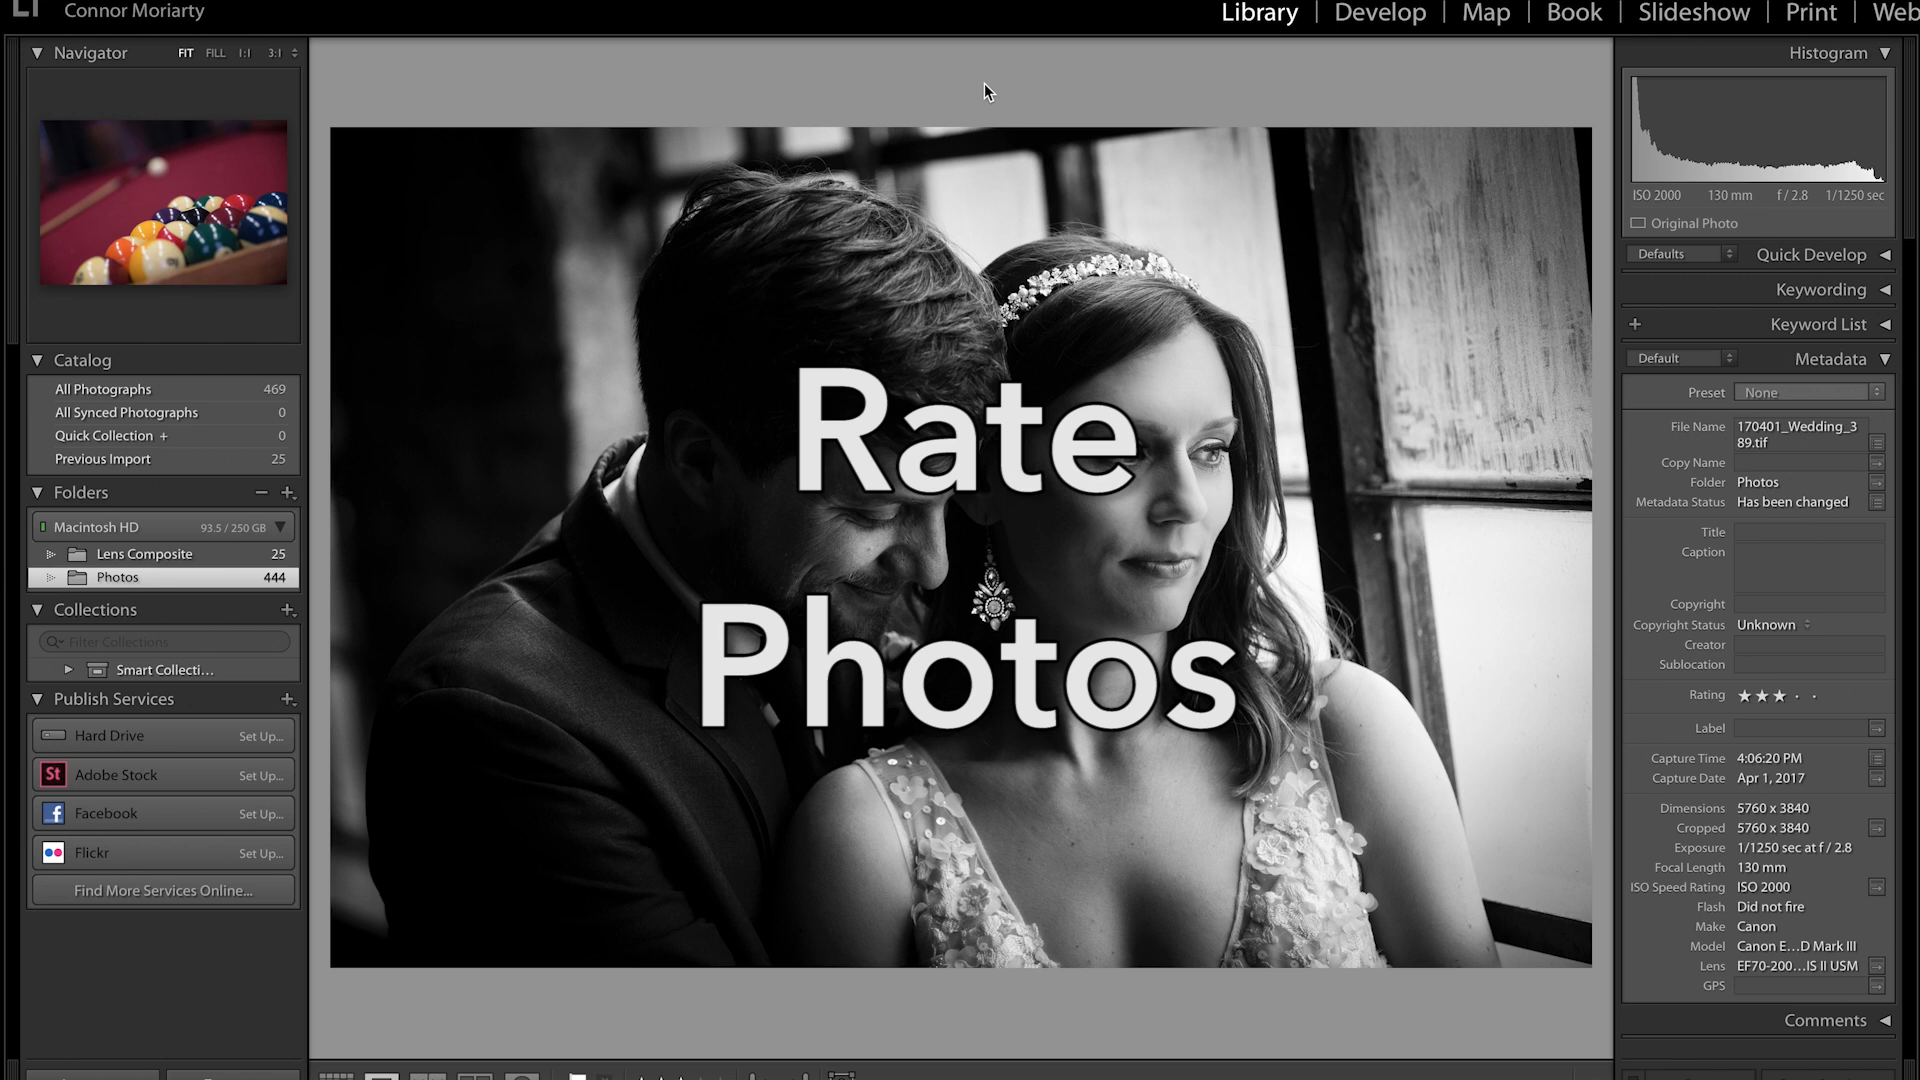 Connor Moriarty
Library | Develop | Map | Book | Slideshow | Print | Web
Navigator FIT FILL 1:1 3:1
Catalog
All Photographs 469
All Synced Photographs 0
Quick Collection + 0
Previous Import 25
Folders
Macintosh HD 93.5 / 250 GB
Lens Composite 25
Photos 444
Collections
Filter Collections
Smart Collecti...
Publish Services
Hard Drive Set Up...
St Adobe Stock Set Up...
f Facebook Set Up...
Flickr Set Up...
Find More Services Online...
Rate
Photos
Histogram
ISO 2000 130 mm f / 2.8 1/1250 sec
Original Photo
Defaults Quick Develop
Keywording
+ Keyword List
Default Metadata
Preset None
File Name 170401_Wedding_3
89.tif
Copy Name
Folder Photos
Metadata Status Has been changed
Title
Caption
Copyright
Copyright Status Unknown
Creator
Sublocation
Rating ★★★ · ·
Label
Capture Time 4:06:20 PM
Capture Date Apr 1, 2017
Dimensions 5760 x 3840
Cropped 5760 x 3840
Exposure 1/1250 sec at f / 2.8
Focal Length 130 mm
ISO Speed Rating ISO 2000
Flash Did not fire
Make Canon
Model Canon E...D Mark III
Lens EF70-200...IS II USM
GPS
Comments